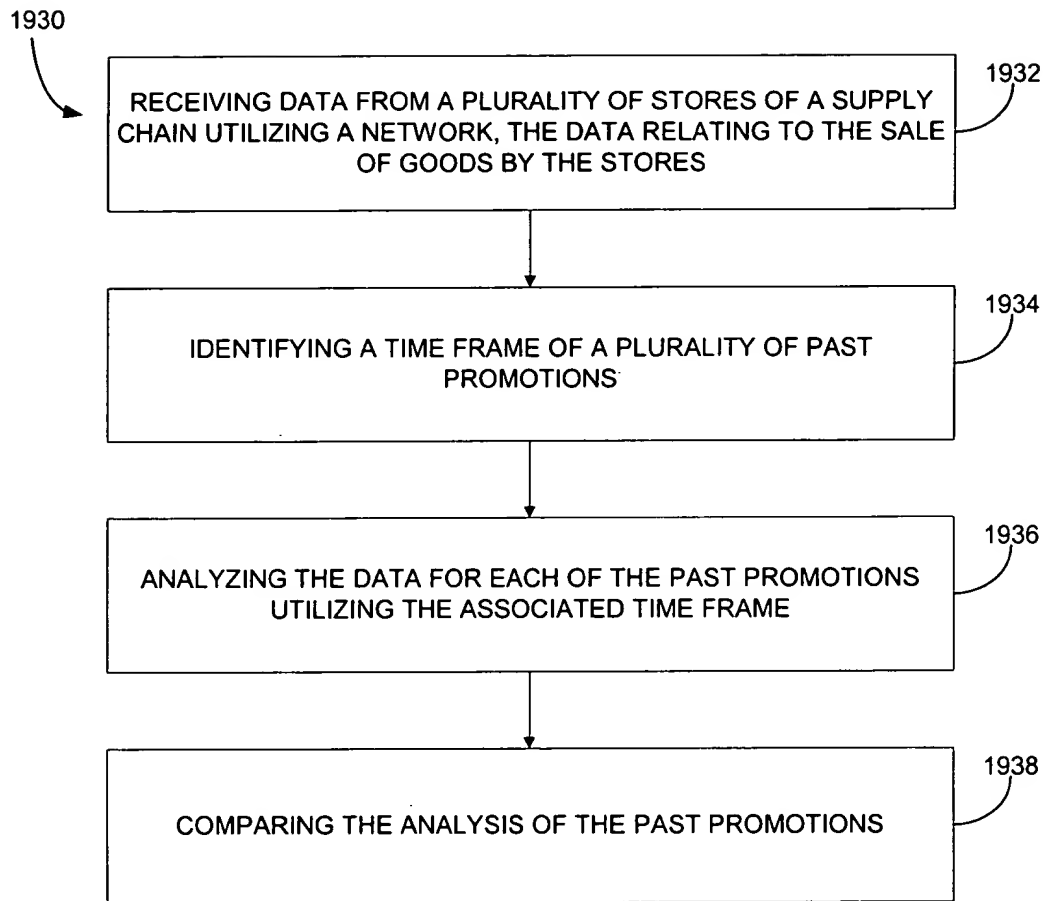 1930
1932
RECEIVING DATA FROM A PLURALITY OF STORES OF A SUPPLY
CHAIN UTILIZING A NETWORK, THE DATA RELATING TO THE SALE
OF GOODS BY THE STORES
1934
IDENTIFYING A TIME FRAME OF A PLURALITY OF PAST
PROMOTIONS
1936
ANALYZING THE DATA FOR EACH OF THE PAST PROMOTIONS
UTILIZING THE ASSOCIATED TIME FRAME
1938
COMPARING THE ANALYSIS OF THE PAST PROMOTIONS